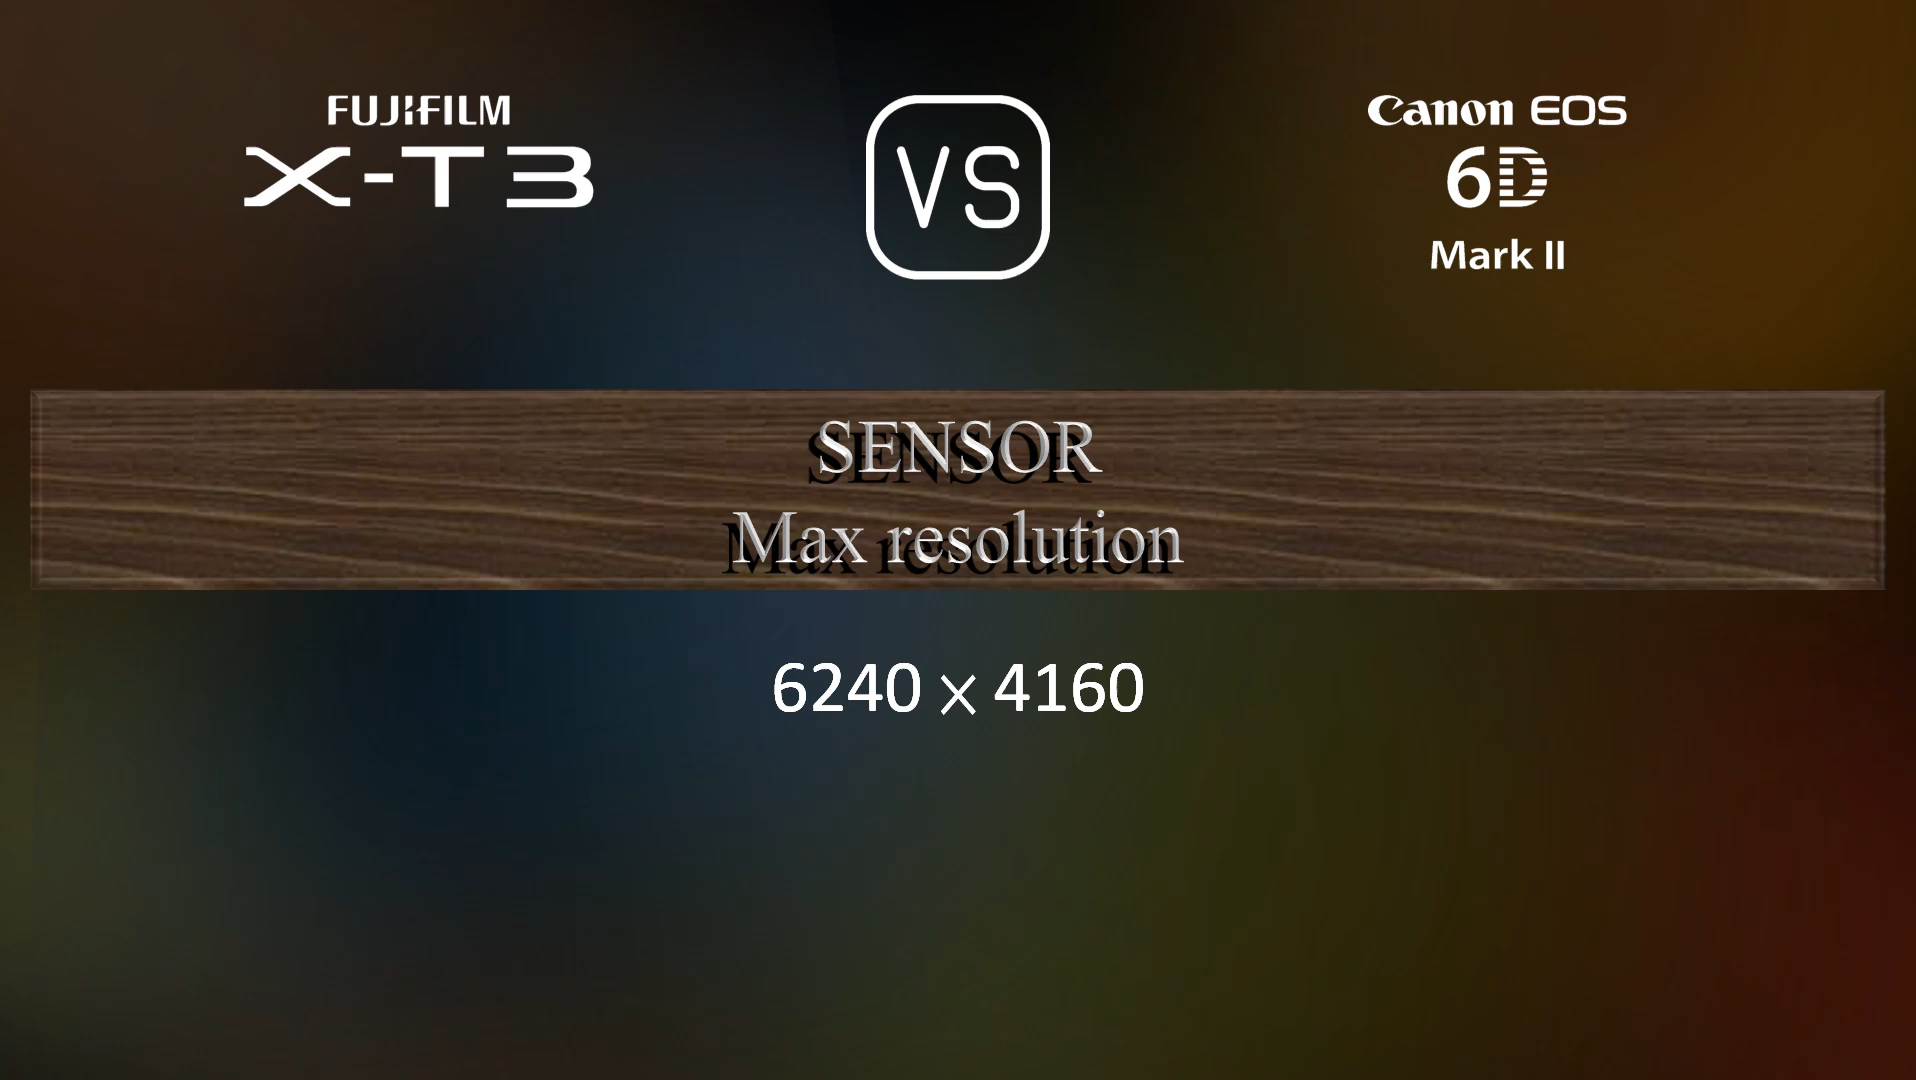 FUJIFILM
X-T3
VS
Canon EOS
6D
Mark II
SENSOR
Max resolution
6240 x 4160